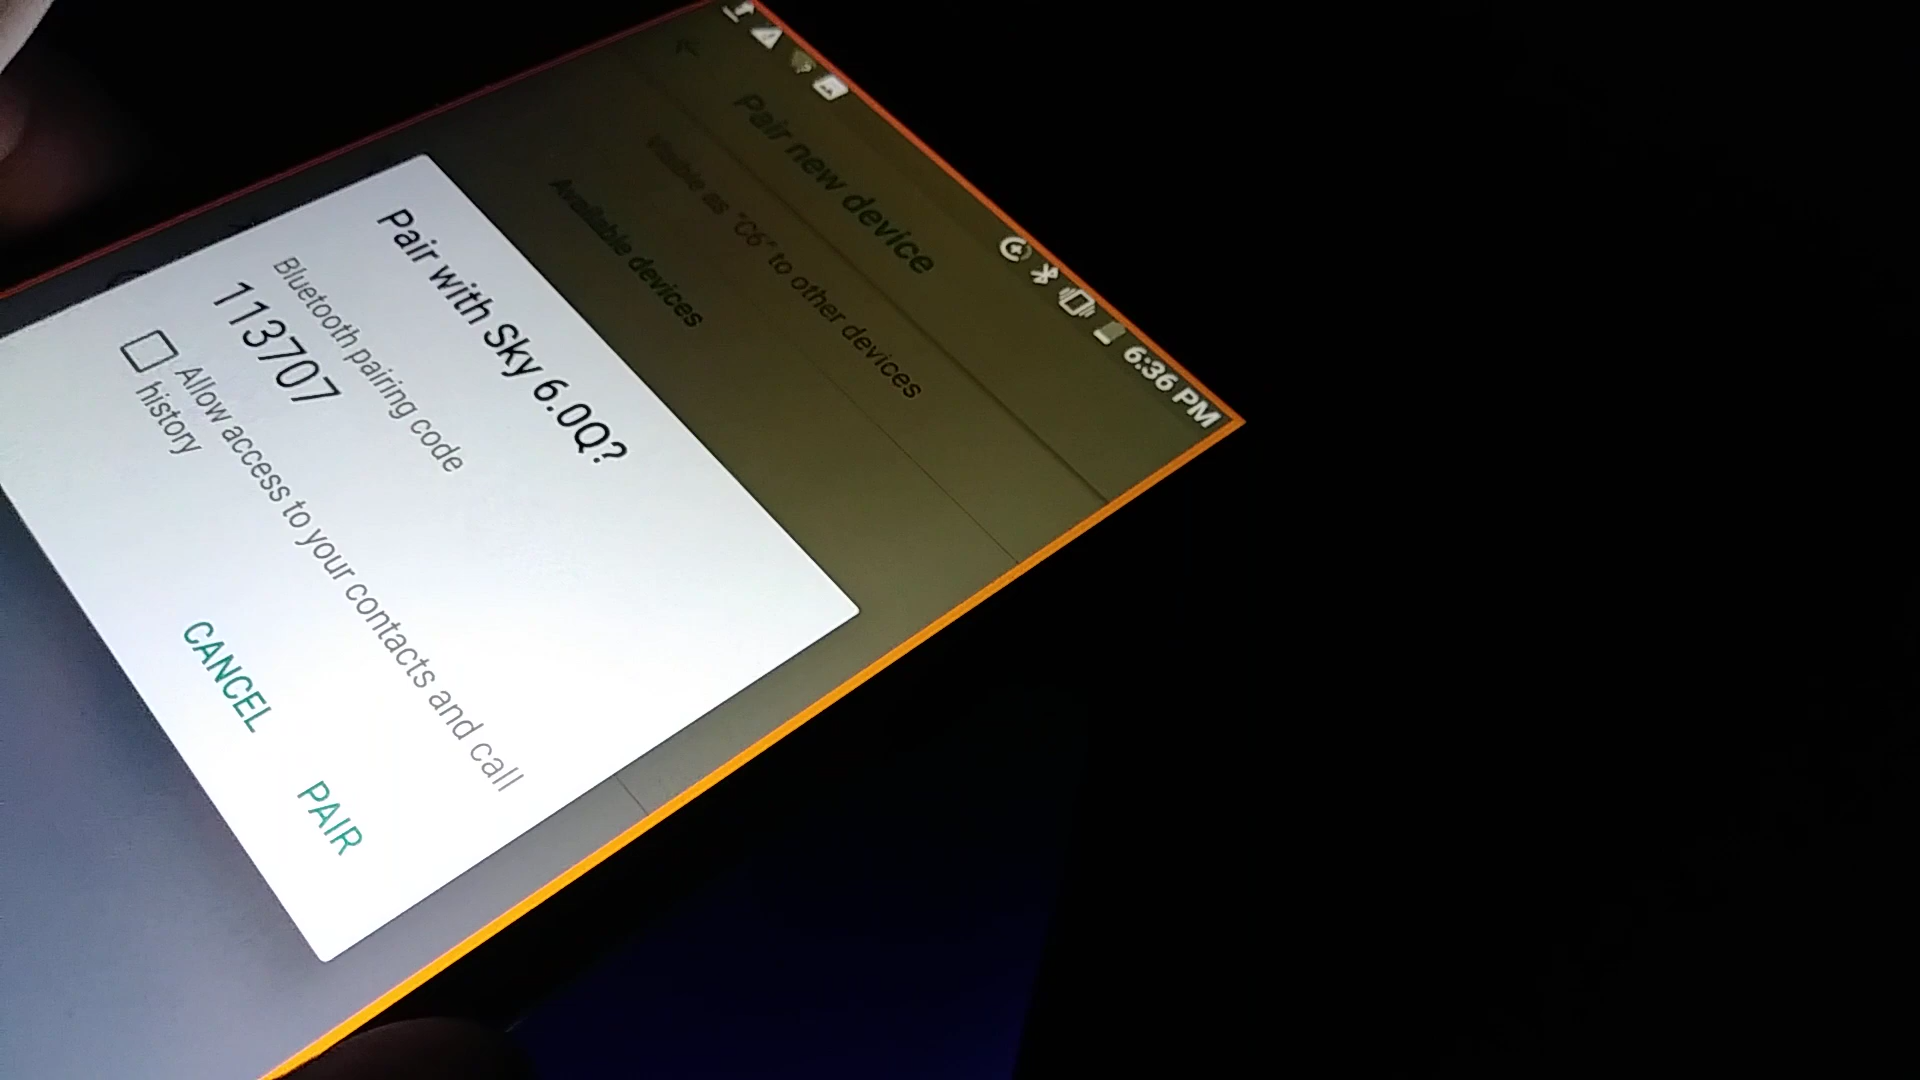 6:36 PM
Pair new device
Visible as "C6" to other devices
Available devices
Pair with Sky 6.0Q?
Bluetooth pairing code
113707
Allow access to your contacts and call
history
CANCEL
PAIR